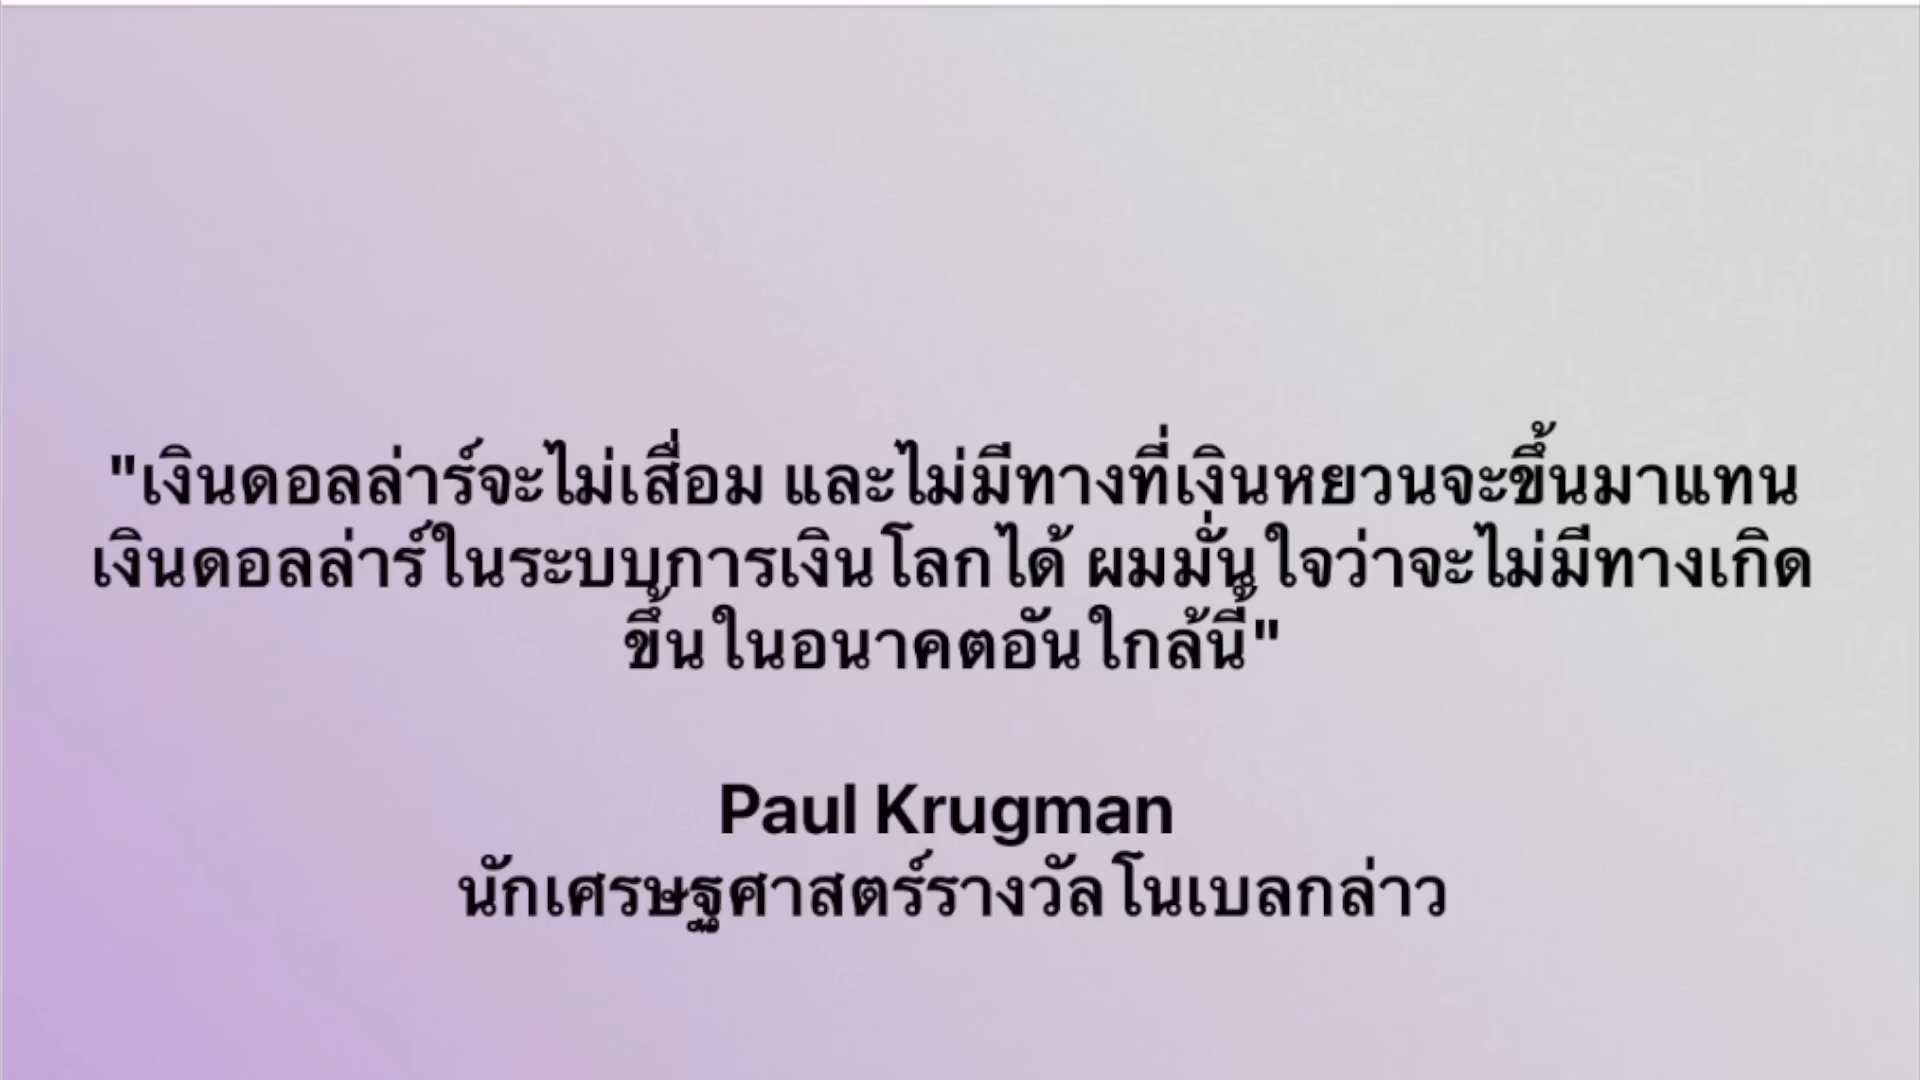 "เงินดอลล่าร์จะไม่เสื่อม และไม่มีทางที่เงินหยวนจะขึ้นมาแทน
เงินดอลล่าร์ในระบบการเงินโลกได้ ผมมั่นใจว่าจะไม่มีทางเกิด
ขึ้นในอนาคตอันใกล้นี้"
Paul Krugman
นักเศรษฐศาสตร์รางวัลโนเบลกล่าว